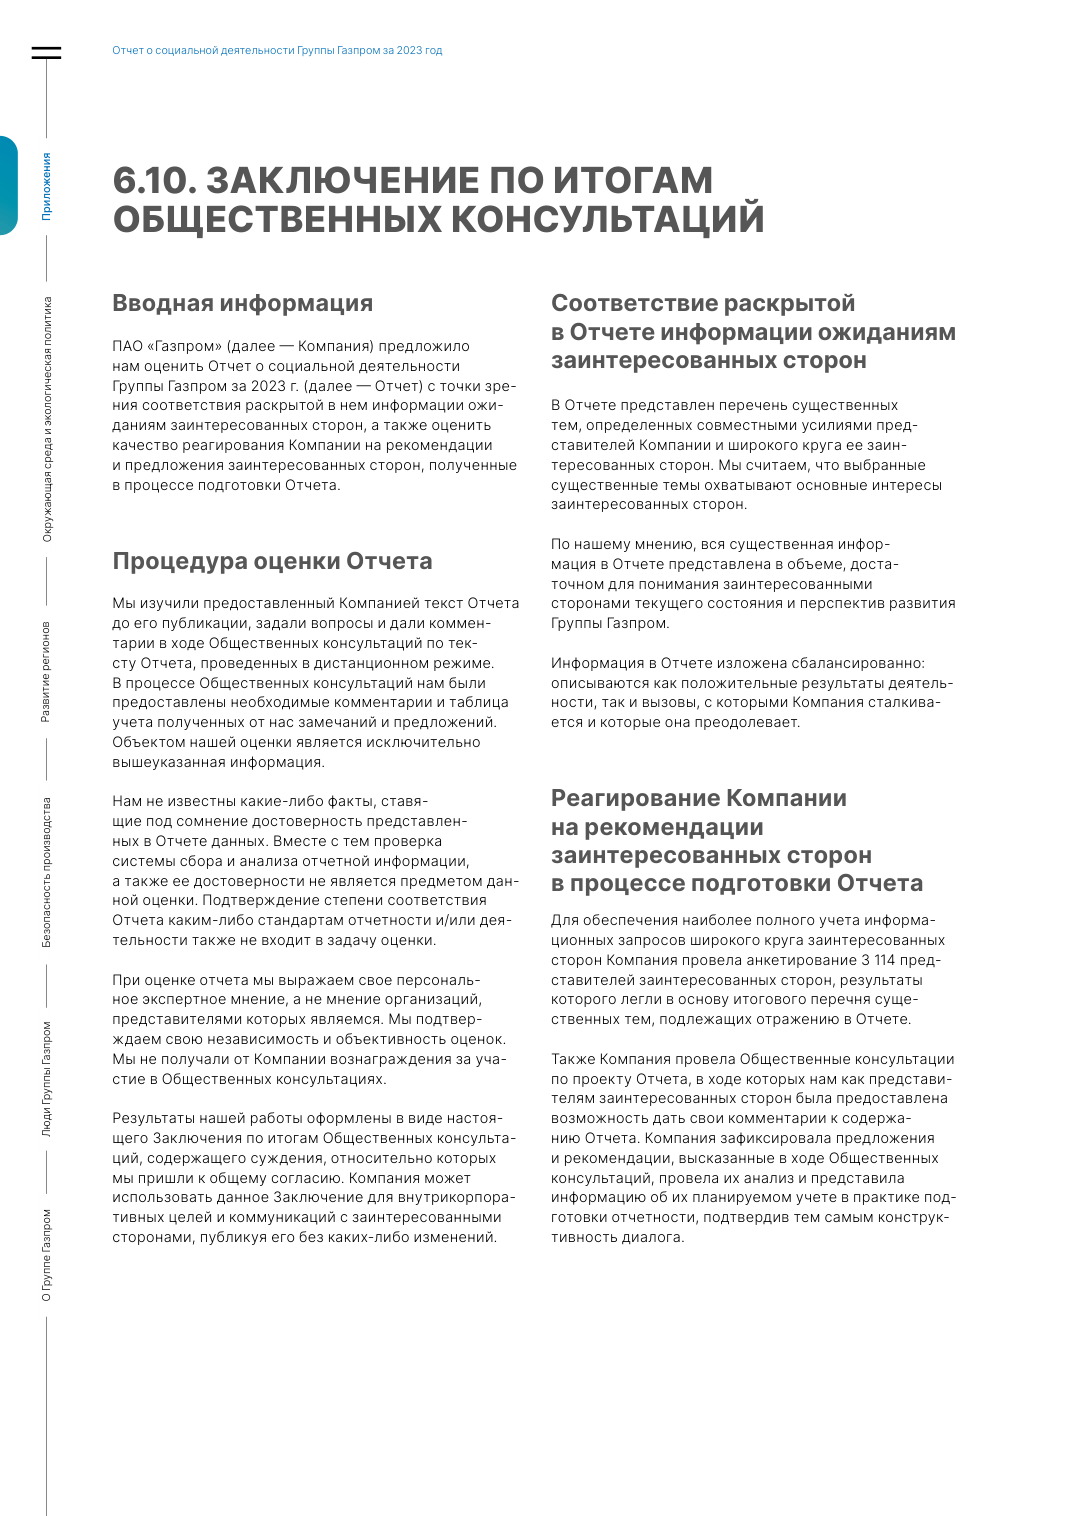 Отчет о социальной деятельности Группы Газпром за 2023 год
Приложения
Окружающая среда и экологическая политика
Развитие регионов
Безопасность производства
Люди Группы Газпром
О Группе Газпром
6.10. ЗАКЛЮЧЕНИЕ ПО ИТОГАМ
ОБЩЕСТВЕННЫХ КОНСУЛЬТАЦИЙ
Вводная информация
ПАО «Газпром» (далее — Компания) предложило
нам оценить Отчет о социальной деятельности
Группы Газпром за 2023 г. (далее — Отчет) с точки зре-
ния соответствия раскрытой в нем информации ожи-
даниям заинтересованных сторон, а также оценить
качество реагирования Компании на рекомендации
и предложения заинтересованных сторон, полученные
в процессе подготовки Отчета.
Процедура оценки Отчета
Мы изучили предоставленный Компанией текст Отчета
до его публикации, задали вопросы и дали коммен-
тарии в ходе Общественных консультаций по тек-
сту Отчета, проведенных в дистанционном режиме.
В процессе Общественных консультаций нам были
предоставлены необходимые комментарии и таблица
учета полученных от нас замечаний и предложений.
Объектом нашей оценки является исключительно
вышеуказанная информация.
Нам не известны какие-либо факты, ставя-
щие под сомнение достоверность представлен-
ных в Отчете данных. Вместе с тем проверка
системы сбора и анализа отчетной информации,
а также ее достоверности не является предметом дан-
ной оценки. Подтверждение степени соответствия
Отчета каким-либо стандартам отчетности и/или дея-
тельности также не входит в задачу оценки.
При оценке отчета мы выражаем свое персональ-
ное экспертное мнение, а не мнение организаций,
представителями которых являемся. Мы подтвер-
ждаем свою независимость и объективность оценок.
Мы не получали от Компании вознаграждения за уча-
стие в Общественных консультациях.
Результаты нашей работы оформлены в виде настоя-
щего Заключения по итогам Общественных консульта-
ций, содержащего суждения, относительно которых
мы пришли к общему согласию. Компания может
использовать данное Заключение для внутрикорпора-
тивных целей и коммуникаций с заинтересованными
сторонами, публикуя его без каких-либо изменений.
Соответствие раскрытой
в Отчете информации ожиданиям
заинтересованных сторон
В Отчете представлен перечень существенных
тем, определенных совместными усилиями пред-
ставителей Компании и широкого круга ее заин-
тересованных сторон. Мы считаем, что выбранные
существенные темы охватывают основные интересы
заинтересованных сторон.
По нашему мнению, вся существенная инфор-
мация в Отчете представлена в объеме, доста-
точном для понимания заинтересованными
сторонами текущего состояния и перспектив развития
Группы Газпром.
Информация в Отчете изложена сбалансированно:
описываются как положительные результаты деятель-
ности, так и вызовы, с которыми Компания сталкива-
ется и которые она преодолевает.
Реагирование Компании
на рекомендации
заинтересованных сторон
в процессе подготовки Отчета
Для обеспечения наиболее полного учета информа-
ционных запросов широкого круга заинтересованных
сторон Компания провела анкетирование 3 114 пред-
ставителей заинтересованных сторон, результаты
которого легли в основу итогового перечня суще-
ственных тем, подлежащих отражению в Отчете.
Также Компания провела Общественные консультации
по проекту Отчета, в ходе которых нам как представи-
телям заинтересованных сторон была предоставлена
возможность дать свои комментарии к содержа-
нию Отчета. Компания зафиксировала предложения
и рекомендации, высказанные в ходе Общественных
консультаций, провела их анализ и представила
информацию об их планируемом учете в практике под-
готовки отчетности, подтвердив тем самым конструк-
тивность диалога.